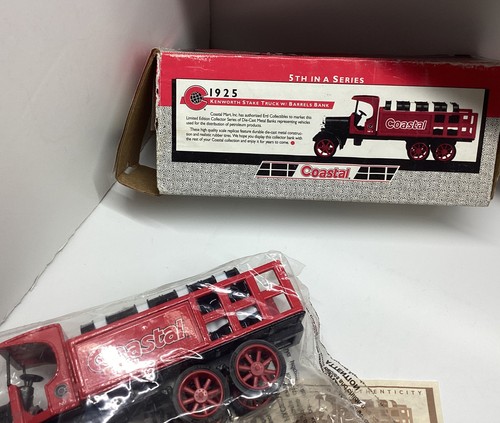 5TH IN A SERIES
1925
KENWORTH STAKE TRUCK W/ BARRELS BANK
Coastal Mart, Inc. has authorized Ertl Collectibles to market this
Limited Edition Collector Series of Die-Cast Metal Banks representing vehicles
used for the distribution of petroleum products.
These high quality scale replicas feature durable die-cast metal construc-
tion and realistic rubber tires. We hope you display this collector bank with
the rest of your Coastal collection and enjoy it for years to come.
Coastal
Coastal
Coastal